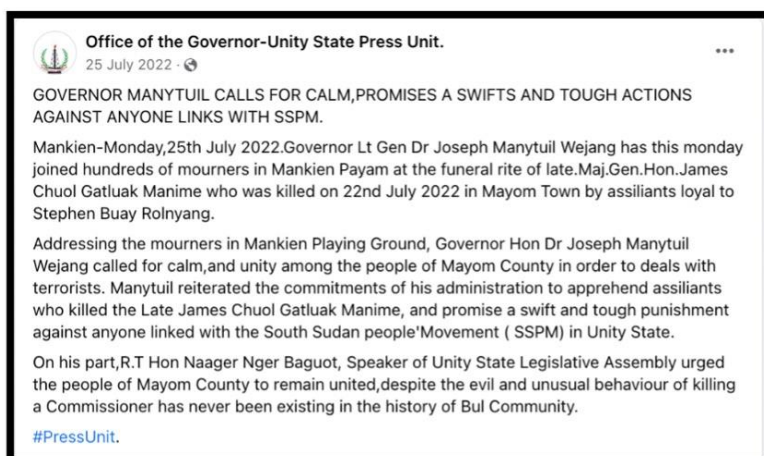 Office of the Governor-Unity State Press Unit.
25 July 2022 ·
GOVERNOR MANYTUIL CALLS FOR CALM,PROMISES A SWIFTS AND TOUGH ACTIONS
AGAINST ANYONE LINKS WITH SSPM.
Mankien-Monday,25th July 2022.Governor Lt Gen Dr Joseph Manytuil Wejang has this monday
joined hundreds of mourners in Mankien Payam at the funeral rite of late.Maj.Gen.Hon.James
Chuol Gatluak Manime who was killed on 22nd July 2022 in Mayom Town by assiliants loyal to
Stephen Buay Rolnyang.
Addressing the mourners in Mankien Playing Ground, Governor Hon Dr Joseph Manytuil
Wejang called for calm,and unity among the people of Mayom County in order to deals with
terrorists. Manytuil reiterated the commitments of his administration to apprehend assiliants
who killed the Late James Chuol Gatluak Manime, and promise a swift and tough punishment
against anyone linked with the South Sudan people'Movement ( SSPM) in Unity State.
On his part,R.T Hon Naager Nger Baguot, Speaker of Unity State Legislative Assembly urged
the people of Mayom County to remain united,despite the evil and unusual behaviour of killing
a Commissioner has never been existing in the history of Bul Community.
#PressUnit.